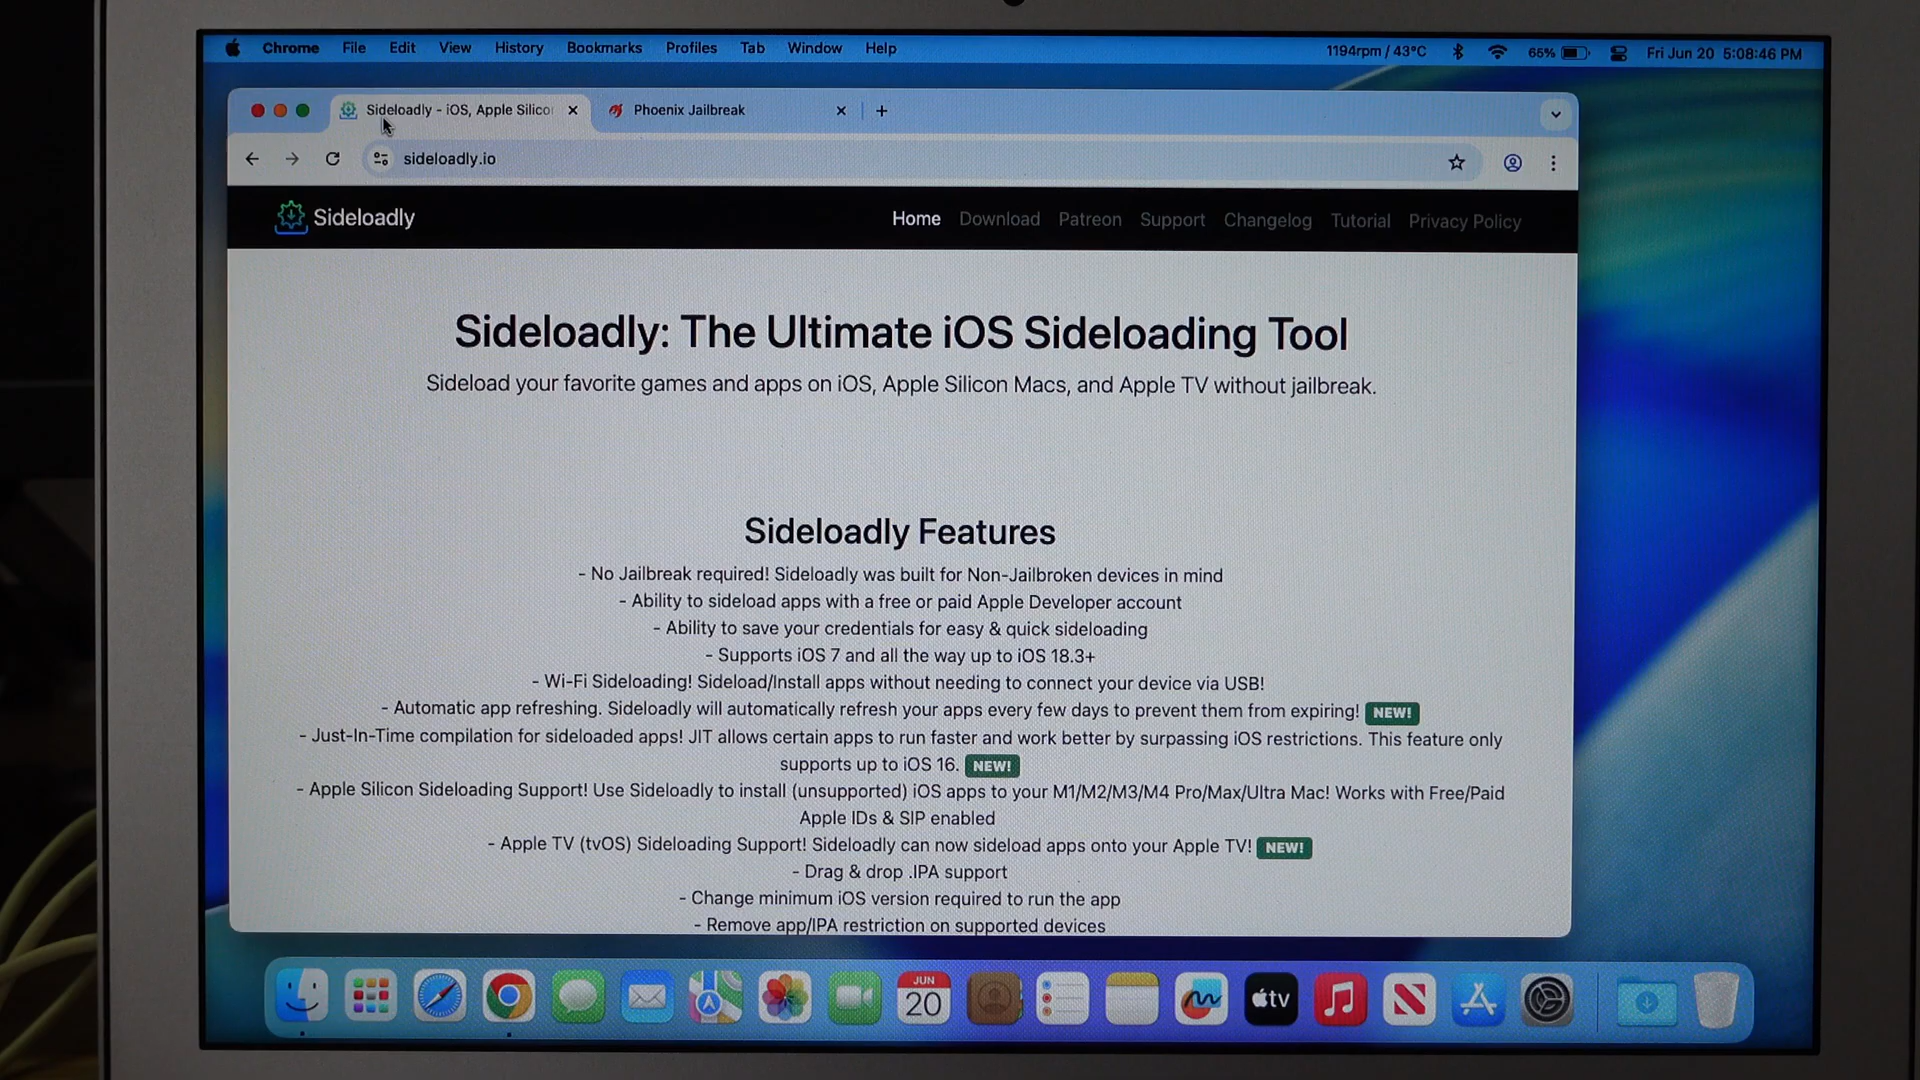 Chrome File Edit View History Bookmarks Profiles Tab Window Help 1194rpm / 43°C 65% Fri Jun 20 5:08:46 PM
Sideloadly - iOS, Apple Silico Phoenix Jailbreak
sideloadly.io
Sideloadly Home Download Patreon Support Changelog Tutorial Privacy Policy
Sideloadly: The Ultimate iOS Sideloading Tool
Sideload your favorite games and apps on iOS, Apple Silicon Macs, and Apple TV without jailbreak.
Sideloadly Features
- No Jailbreak required! Sideloadly was built for Non-Jailbroken devices in mind
- Ability to sideload apps with a free or paid Apple Developer account
- Ability to save your credentials for easy & quick sideloading
- Supports iOS 7 and all the way up to iOS 18.3+
- Wi-Fi Sideloading! Sideload/Install apps without needing to connect your device via USB!
- Automatic app refreshing. Sideloadly will automatically refresh your apps every few days to prevent them from expiring! NEW!
- Just-In-Time compilation for sideloaded apps! JIT allows certain apps to run faster and work better by surpassing iOS restrictions. This feature only
supports up to iOS 16. NEW!
- Apple Silicon Sideloading Support! Use Sideloadly to install (unsupported) iOS apps to your M1/M2/M3/M4 Pro/Max/Ultra Mac! Works with Free/Paid
Apple IDs & SIP enabled
- Apple TV (tvOS) Sideloading Support! Sideloadly can now sideload apps onto your Apple TV! NEW!
- Drag & drop .IPA support
- Change minimum iOS version required to run the app
- Remove app/IPA restriction on supported devices
JUN
20
tv